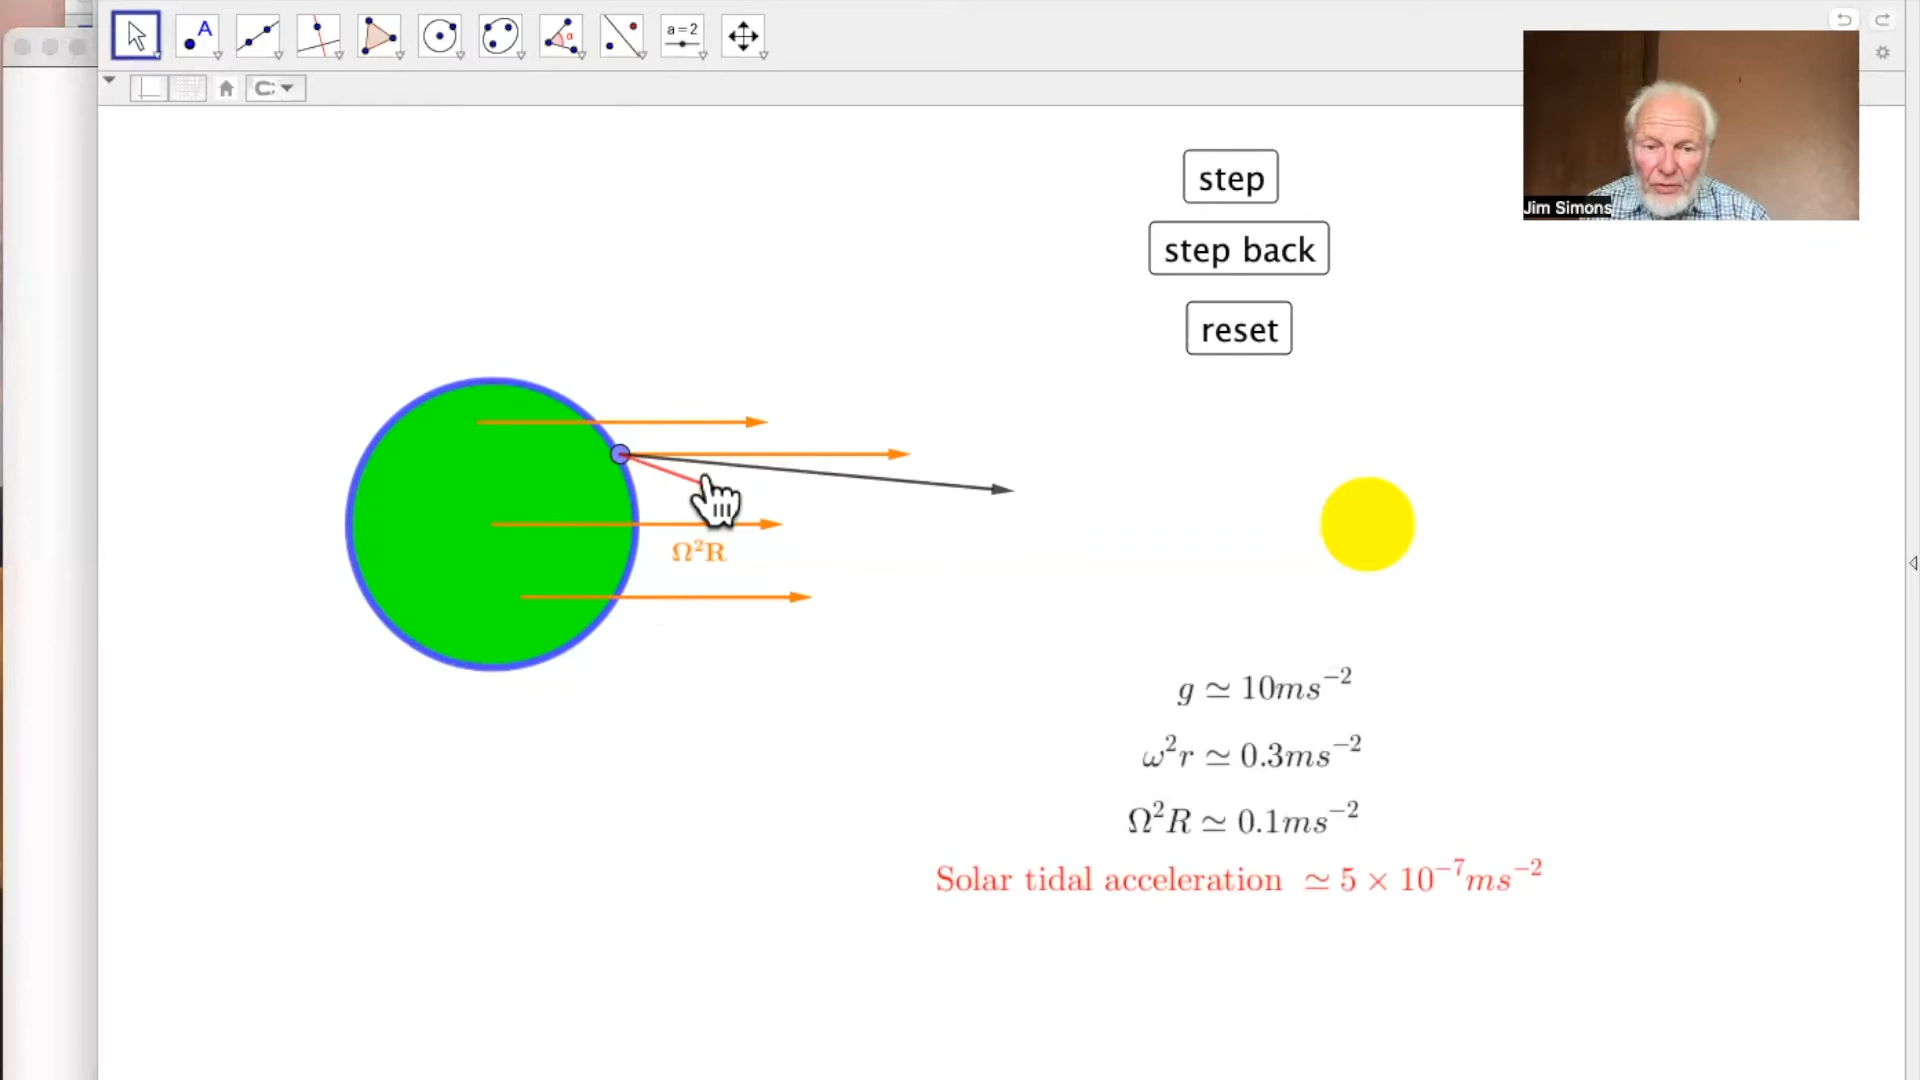 A
α
a = 2
step
step back
reset
Jim Simons
Ω²R
g ≃ 10ms⁻²
ω²r ≃ 0.3ms⁻²
Ω²R ≃ 0.1ms⁻²
Solar tidal acceleration ≃ 5 × 10⁻⁷ms⁻²